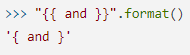 >>> "{{ and }}".format()
'{ and }'